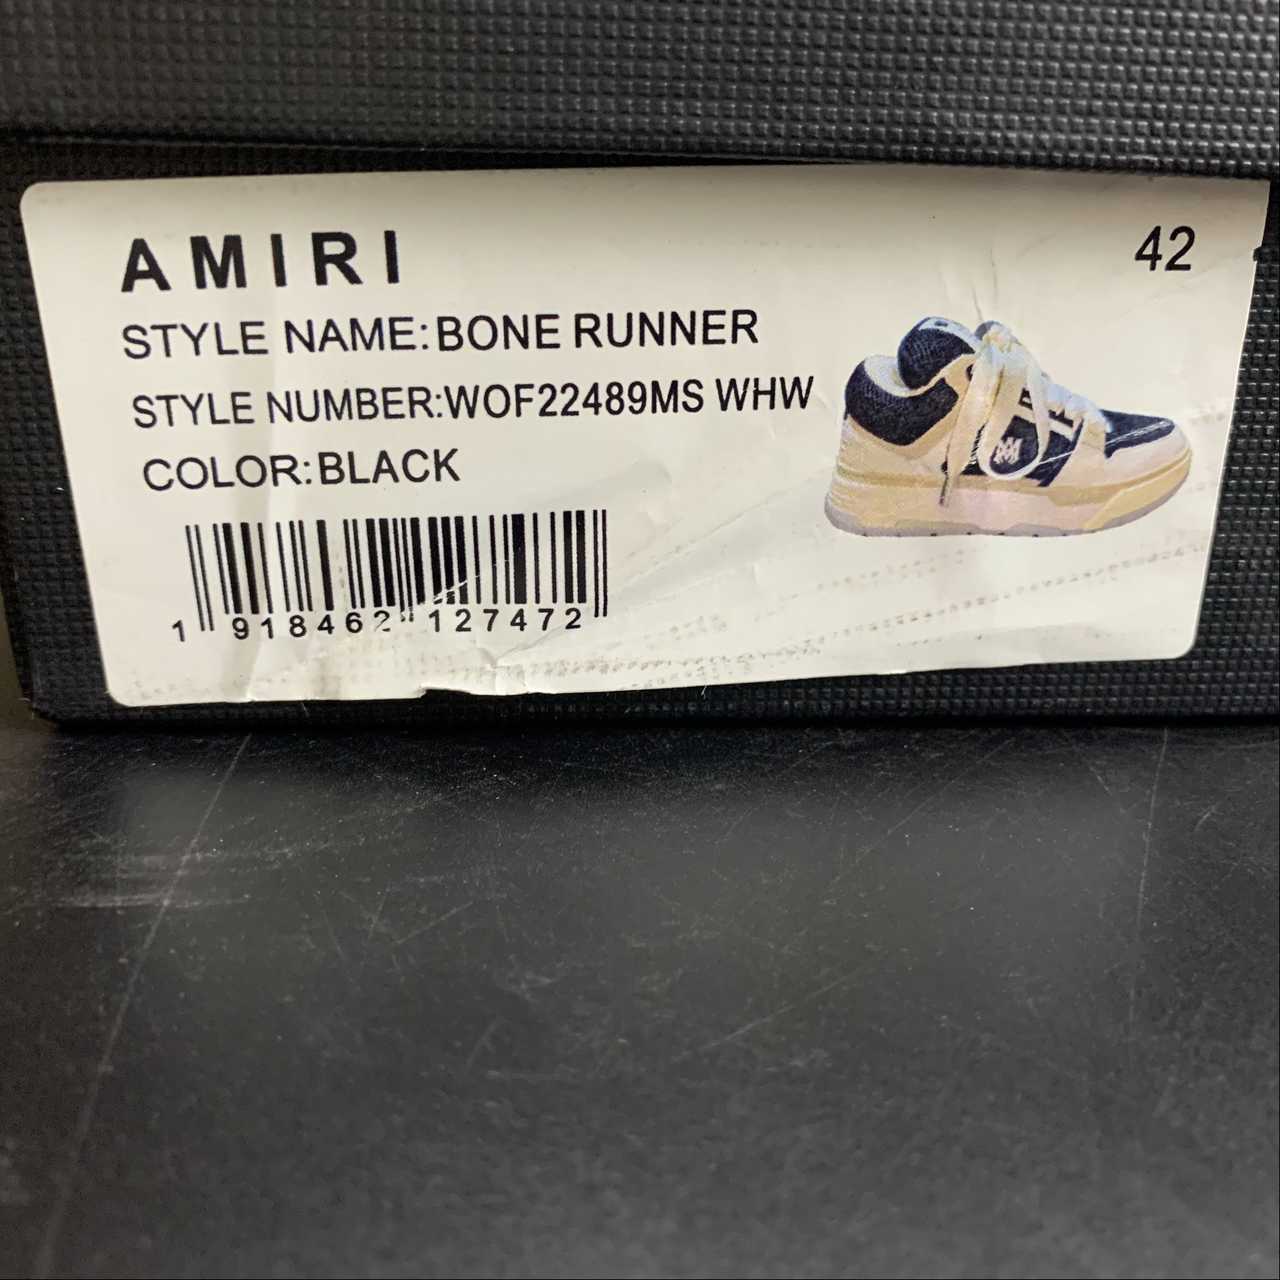 AMIRI
42
STYLE NAME:BONE RUNNER
STYLE NUMBER:WOF22489MS WHW
COLOR:BLACK
1 918462 127472